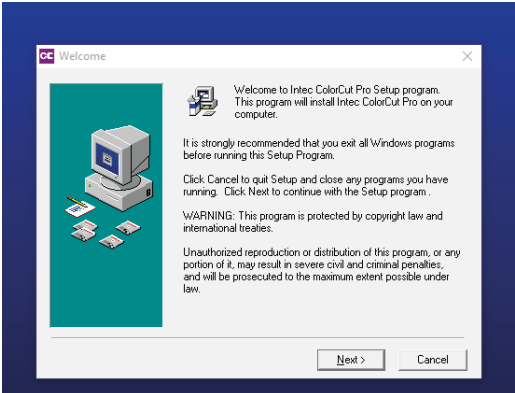 CE Welcome
Welcome to Intec ColorCut Pro Setup program.
This program will install Intec ColorCut Pro on your
computer.
It is strongly recommended that you exit all Windows programs
before running this Setup Program.
Click Cancel to quit Setup and close any programs you have
running. Click Next to continue with the Setup program .
WARNING: This program is protected by copyright law and
international treaties.
Unauthorized reproduction or distribution of this program, or any
portion of it, may result in severe civil and criminal penalties,
and will be prosecuted to the maximum extent possible under
law.
Next >
Cancel